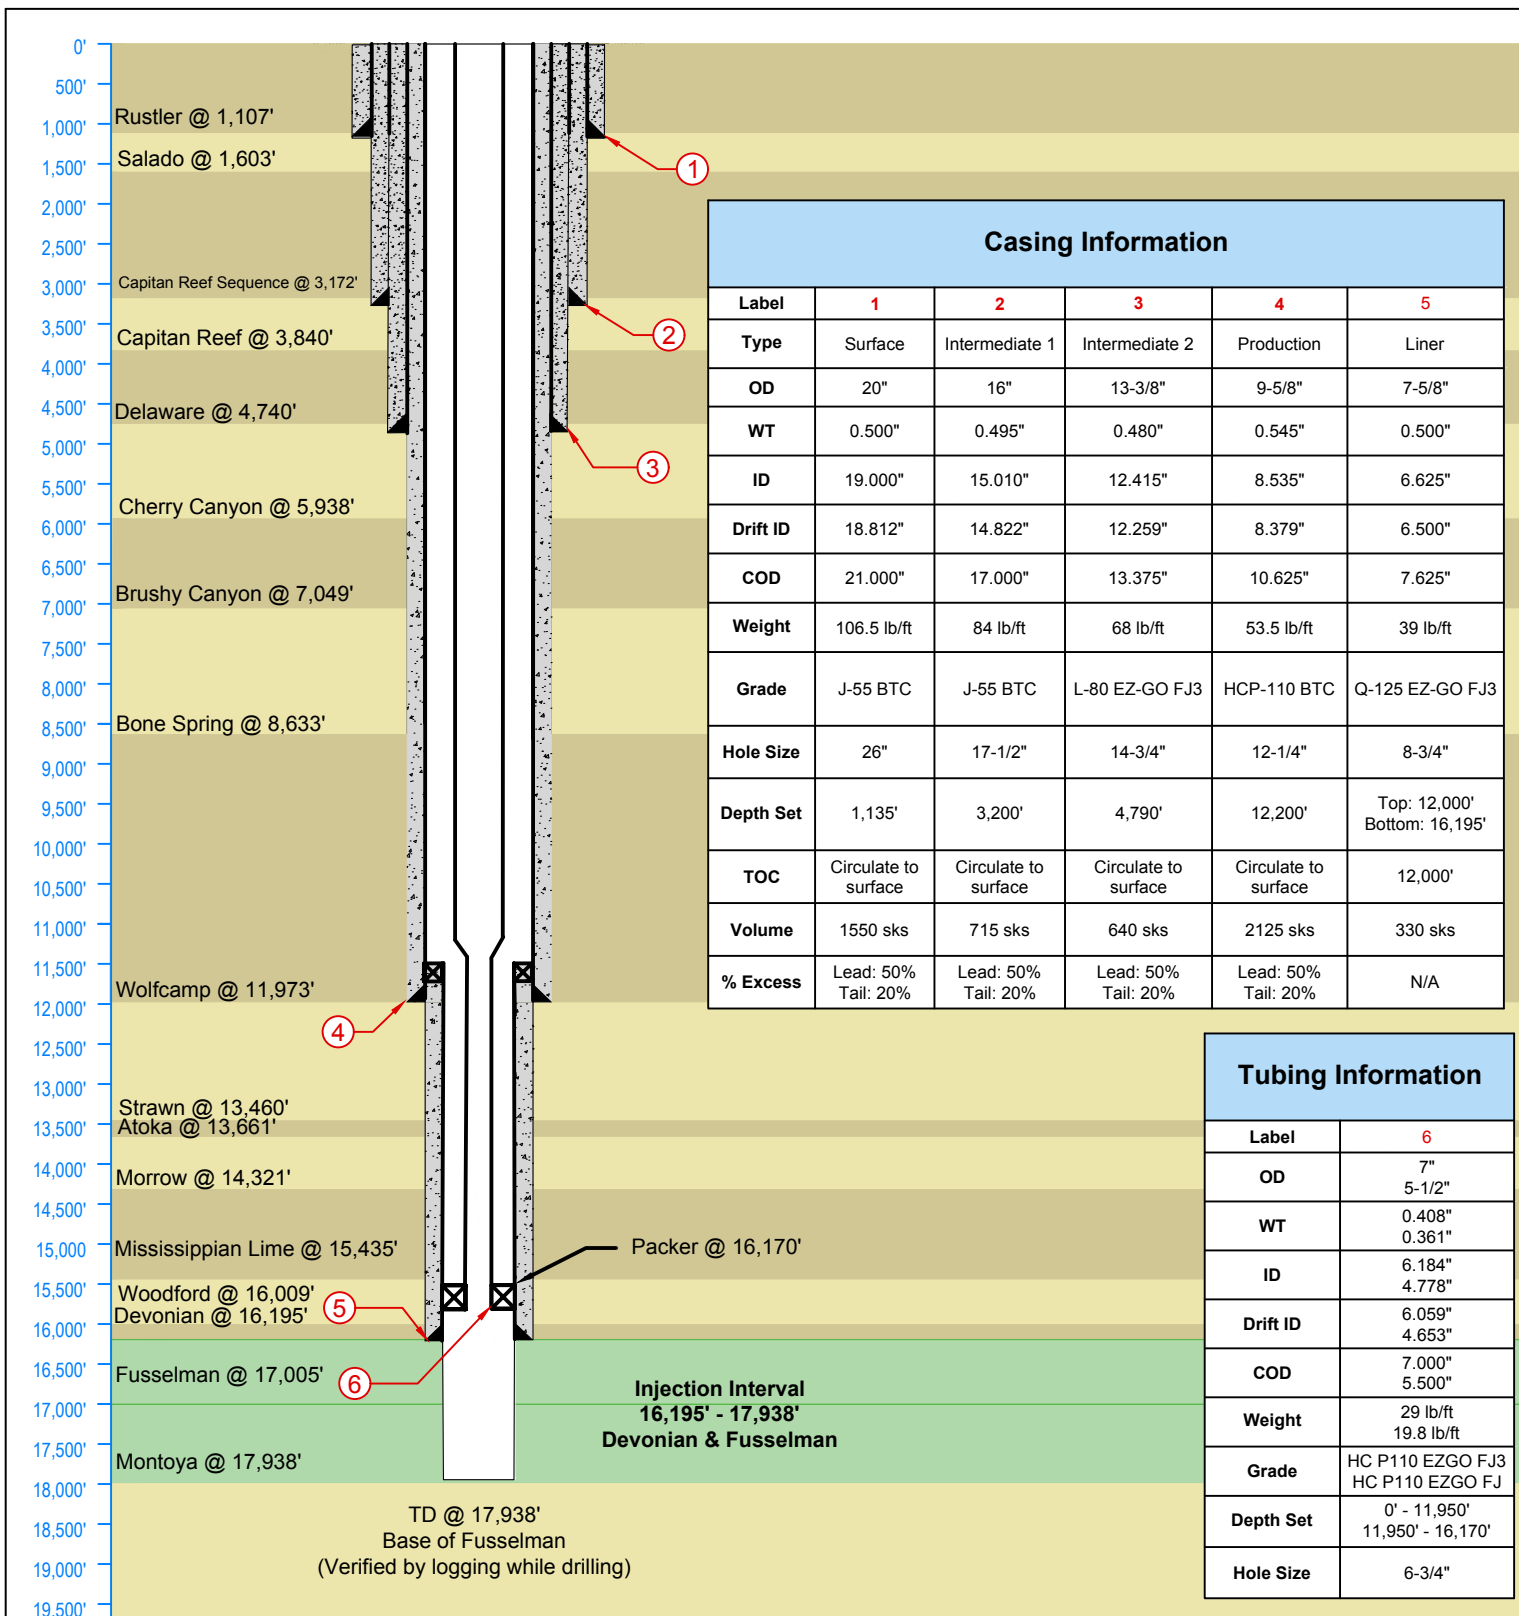 0'
500'
1,000'
1,500'
2,000'
2,500'
3,000'
3,500'
4,000'
4,500'
5,000'
5,500'
6,000'
6,500'
7,000'
7,500'
8,000'
8,500'
9,000'
9,500'
10,000'
10,500'
11,000'
11,500'
12,000'
12,500'
13,000'
13,500'
14,000'
14,500'
15,000
15,500'
16,000'
16,500'
17,000'
17,500'
18,000'
18,500'
19,000'
19,500'
Rustler @ 1,107'
Salado @ 1,603'
Capitan Reef Sequence @ 3,172'
Capitan Reef @ 3,840'
Delaware @ 4,740'
Cherry Canyon @ 5,938'
Brushy Canyon @ 7,049'
Bone Spring @ 8,633'
Wolfcamp @ 11,973'
Strawn @ 13,460'
Atoka @ 13,661'
Morrow @ 14,321'
Mississippian Lime @ 15,435'
Woodford @ 16,009'
Devonian @ 16,195'
Fusselman @ 17,005'
Montoya @ 17,938'
1
2
3
4
5
6
Packer @ 16,170'
Injection Interval
16,195' - 17,938'
Devonian & Fusselman
TD @ 17,938'
Base of Fusselman
(Verified by logging while drilling)
Casing Information
Label 1 2 3 4 5
Type Surface Intermediate 1 Intermediate 2 Production Liner
OD 20" 16" 13-3/8" 9-5/8" 7-5/8"
WT 0.500" 0.495" 0.480" 0.545" 0.500"
ID 19.000" 15.010" 12.415" 8.535" 6.625"
Drift ID 18.812" 14.822" 12.259" 8.379" 6.500"
COD 21.000" 17.000" 13.375" 10.625" 7.625"
Weight 106.5 lb/ft 84 lb/ft 68 lb/ft 53.5 lb/ft 39 lb/ft
Grade J-55 BTC J-55 BTC L-80 EZ-GO FJ3 HCP-110 BTC Q-125 EZ-GO FJ3
Hole Size 26" 17-1/2" 14-3/4" 12-1/4" 8-3/4"
Depth Set 1,135' 3,200' 4,790' 12,200' Top: 12,000'
Bottom: 16,195'
TOC Circulate to Circulate to Circulate to Circulate to 12,000'
surface surface surface surface
Volume 1550 sks 715 sks 640 sks 2125 sks 330 sks
% Excess Lead: 50% Lead: 50% Lead: 50% Lead: 50% N/A
Tail: 20% Tail: 20% Tail: 20% Tail: 20%
Tubing Information
Label 6
OD 7"
5-1/2"
WT 0.408"
0.361"
ID 6.184"
4.778"
Drift ID 6.059"
4.653"
COD 7.000"
5.500"
Weight 29 lb/ft
19.8 lb/ft
Grade HC P110 EZGO FJ3
HC P110 EZGO FJ
Depth Set 0' - 11,950'
11,950' - 16,170'
Hole Size 6-3/4"